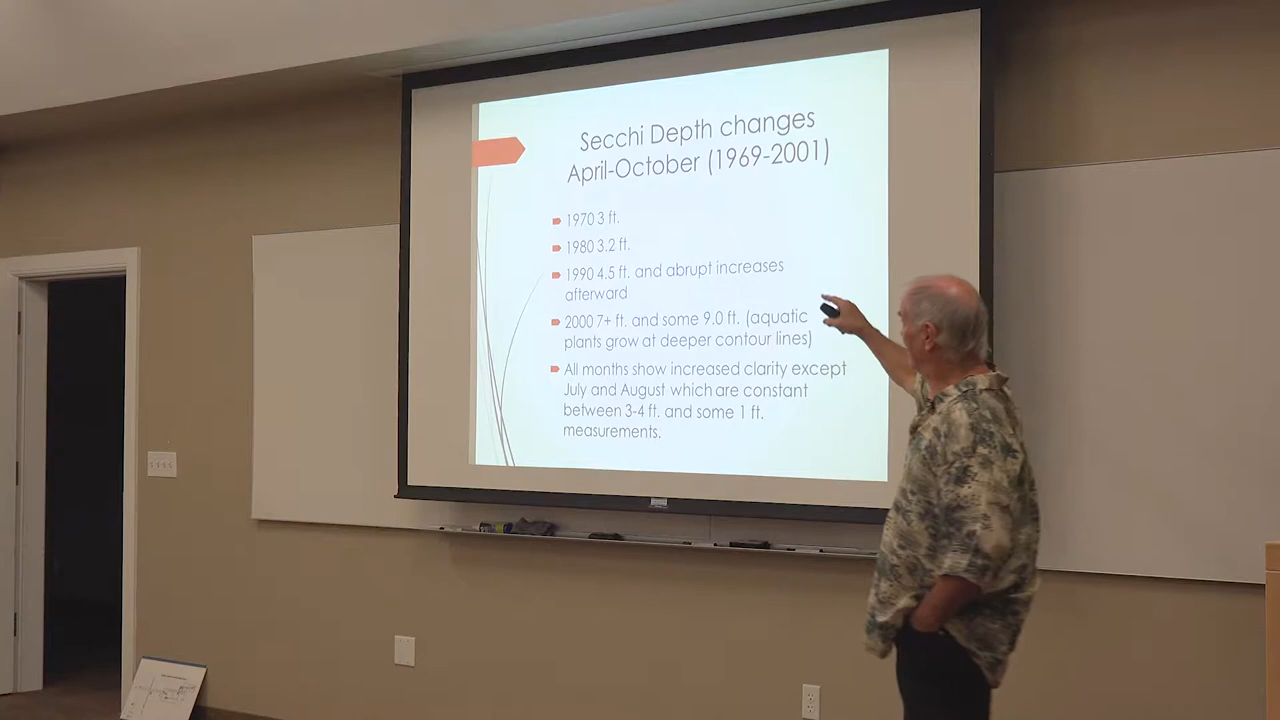 Secchi Depth changes
April-October (1969-2001)
1970 3 ft.
1980 3.2 ft.
1990 4.5 ft. and abrupt increases
afterward
2000 7+ ft. and some 9.0 ft. (aquatic
plants grow at deeper contour lines)
All months show increased clarity except
July and August which are constant
between 3-4 ft. and some 1 ft.
measurements.